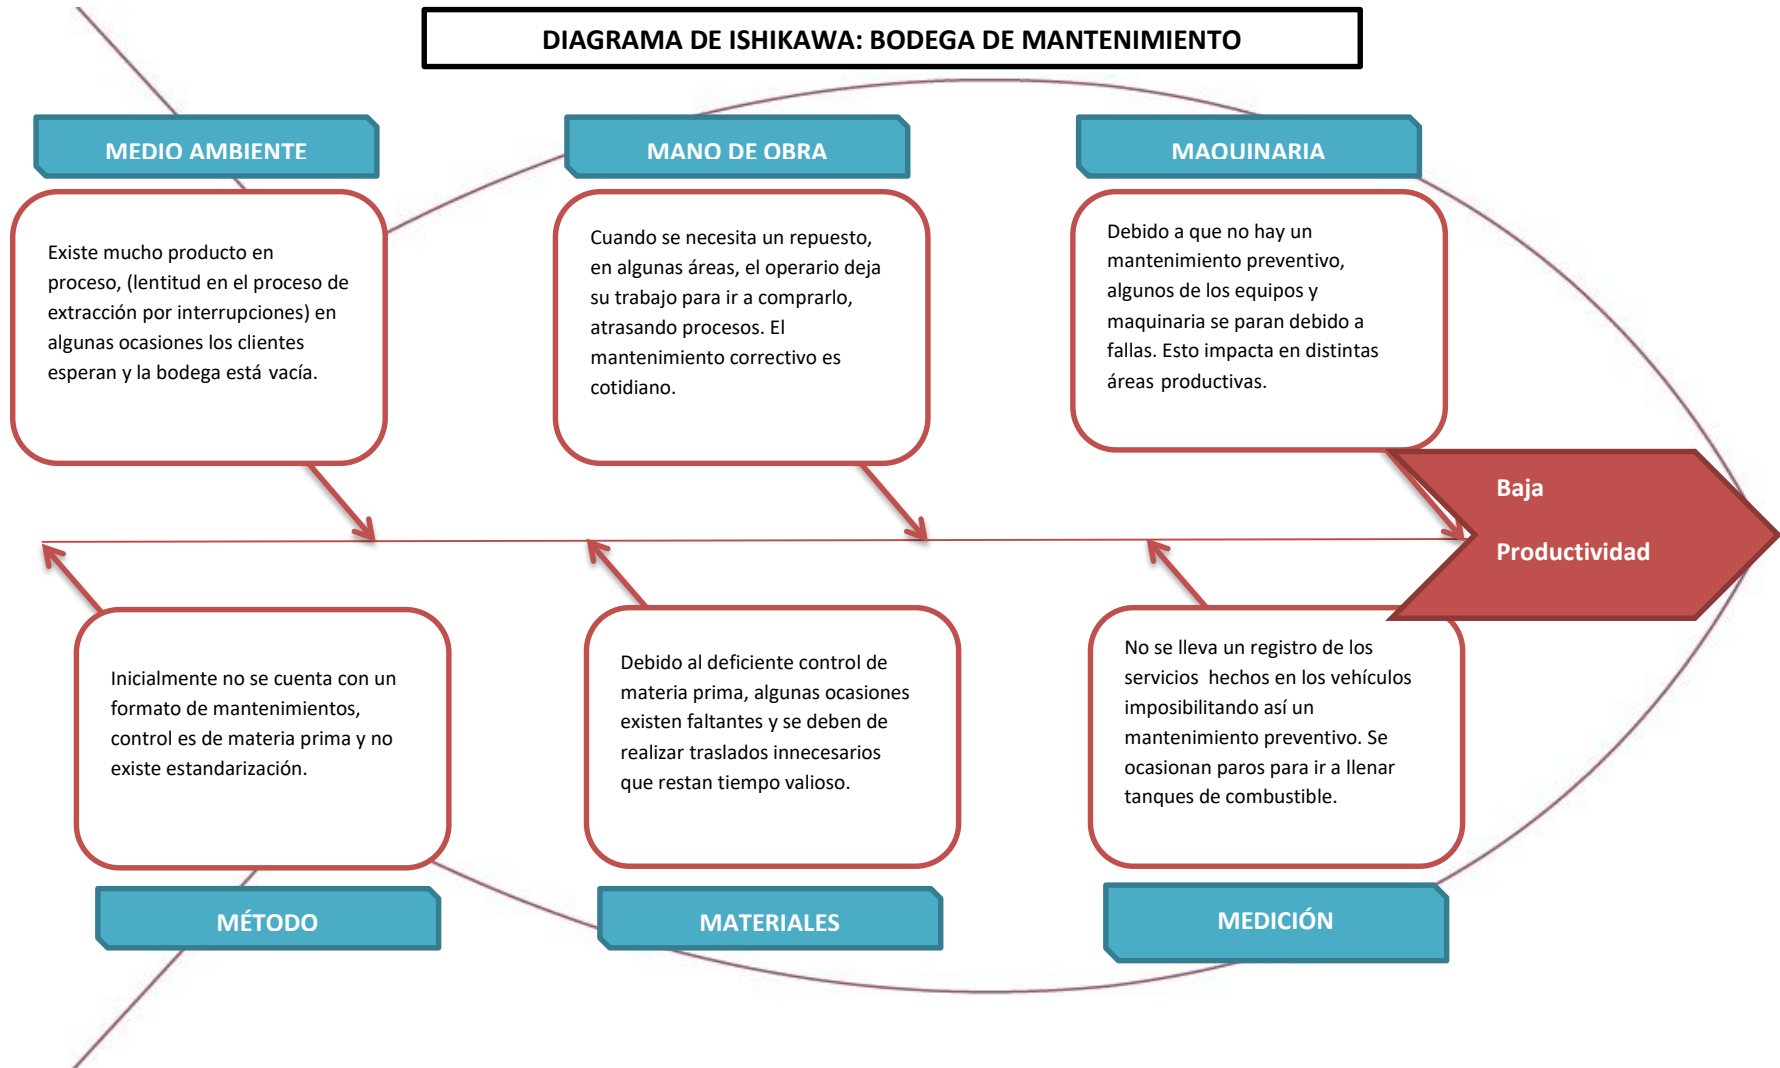 DIAGRAMA DE ISHIKAWA: BODEGA DE MANTENIMIENTO
MEDIO AMBIENTE
MANO DE OBRA
MAQUINARIA
Existe mucho producto en
proceso, (lentitud en el proceso de
extracción por interrupciones) en
algunas ocasiones los clientes
esperan y la bodega está vacía.
Cuando se necesita un repuesto,
en algunas áreas, el operario deja
su trabajo para ir a comprarlo,
atrasando procesos. El
mantenimiento correctivo es
cotidiano.
Debido a que no hay un
mantenimiento preventivo,
algunos de los equipos y
maquinaria se paran debido a
fallas. Esto impacta en distintas
áreas productivas.
Baja
Productividad
Inicialmente no se cuenta con un
formato de mantenimientos,
control es de materia prima y no
existe estandarización.
Debido al deficiente control de
materia prima, algunas ocasiones
existen faltantes y se deben de
realizar traslados innecesarios
que restan tiempo valioso.
No se lleva un registro de los
servicios hechos en los vehículos
imposibilitando así un
mantenimiento preventivo. Se
ocasionan paros para ir a llenar
tanques de combustible.
MÉTODO
MATERIALES
MEDICIÓN